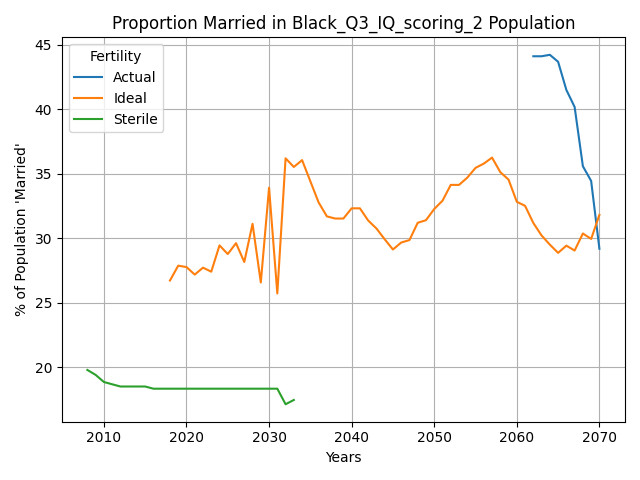 Proportion Married in Black_Q3_IQ_scoring_2 Population
Fertility
Actual
Ideal
Sterile
% of Population 'Married'
45
40
35
30
25
20
2010
2020
2030
2040
2050
2060
2070
Years